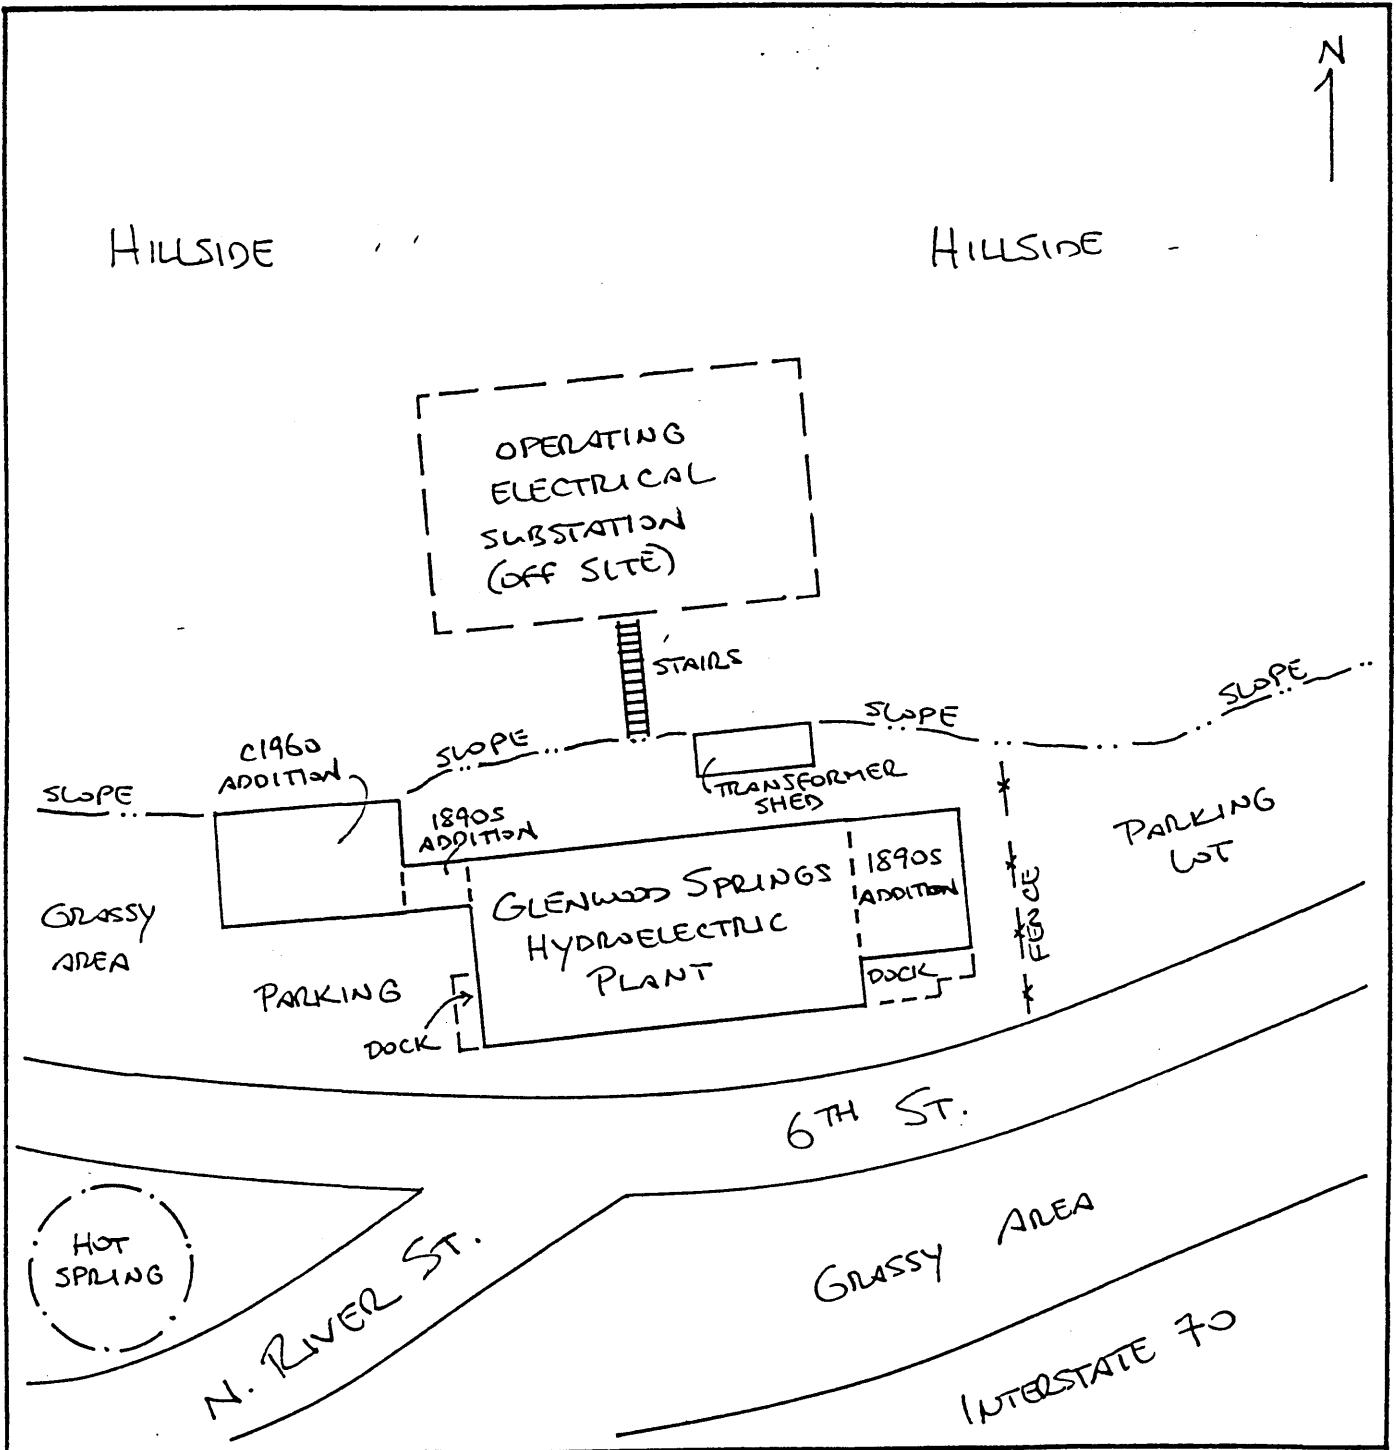 N
HILLSIDE
HILLSIDE
OPERATING
ELECTRICAL
SUBSTATION
(OFF SITE)
STAIRS
SLOPE
SLOPE
SLOPE
SLOPE
C1960
ADDITION
1890S
ADDITION
TRANSFORMER
SHED
PARKING
LOT
GRASSY
AREA
GLENWOOD SPRINGS
HYDROELECTRIC
PLANT
1890S
ADDITION
FENCE
PARKING
DOCK
DOCK
6TH ST.
HOT
SPRING
N. RIVER ST.
GRASSY AREA
INTERSTATE 70